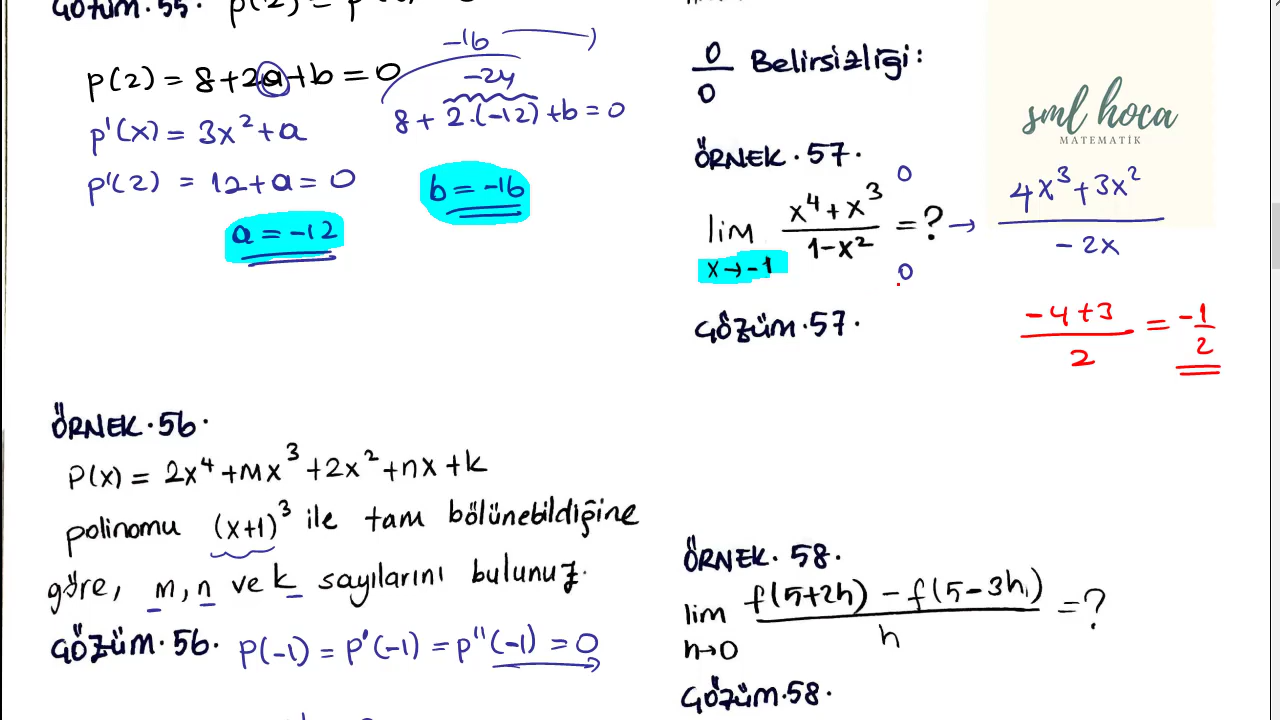 ÇÖZÜM.55
p(2) = 8+2a+b = 0
p'(x) = 3x²+a
p'(2) = 12+a = 0
a = -12
-16
-24
8+2.(-12)+b=0
b = -16
ÖRNEK.56.
P(x) = 2x⁴+mx³+2x²+nx+k
polinomu (x+1)³ ile tam bölünebildiğine
göre, m,n ve k sayılarını bulunuz.
ÇÖZÜM.56. p(-1) = p'(-1) = p''(-1) = 0
0/0 Belirsizliği:
sml hoca
MATEMATİK
ÖRNEK.57.
lim x→-1 (x⁴+x³)/(1-x²) = ? → (4x³+3x²)/(-2x)
0
0
ÇÖZÜM.57.
(-4+3)/2 = -1/2
ÖRNEK.58.
lim h→0 (f(5+2h) - f(5-3h))/h = ?
ÇÖZÜM.58.